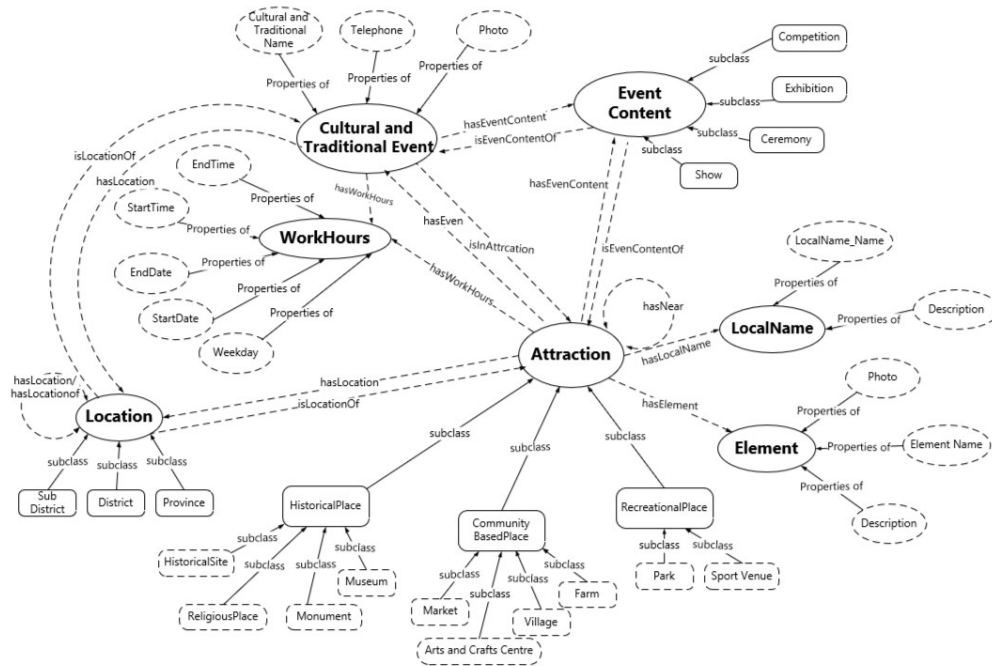 Cultural and
Traditional
Name
Telephone
Photo
Properties of
Properties of
Properties of
Competition
subclass
Exhibition
subclass
Ceremony
subclass
Show
subclass
Event
Content
Cultural and
Traditional Event
hasEventContent
isEvenContentOf
isLocationOf
hasLocation
EndTime
Properties of
StartTime
Properties of
WorkHours
EndDate
Properties of
StartDate
Properties of
Weekday
Properties of
hasWorkHours
hasEven
isInAttrcation
hasWorkHours
hasEvenContent
isEvenContentOf
LocalName_Name
Properties of
Description
Properties of
LocalName
hasNear
hasLocalName
Attraction
hasLocation
isLocationOf
hasLocation/
hasLocationof
Location
subclass
subclass
subclass
Sub
District
District
Province
hasElement
Photo
Properties of
Element Name
Properties of
Element
Properties of
Description
subclass
subclass
subclass
HistoricalPlace
Community
BasedPlace
RecreationalPlace
subclass
HistoricalSite
subclass
ReligiousPlace
subclass
Monument
subclass
Museum
subclass
Market
subclass
Arts and Crafts Centre
subclass
Village
subclass
Farm
subclass
Park
subclass
Sport Venue